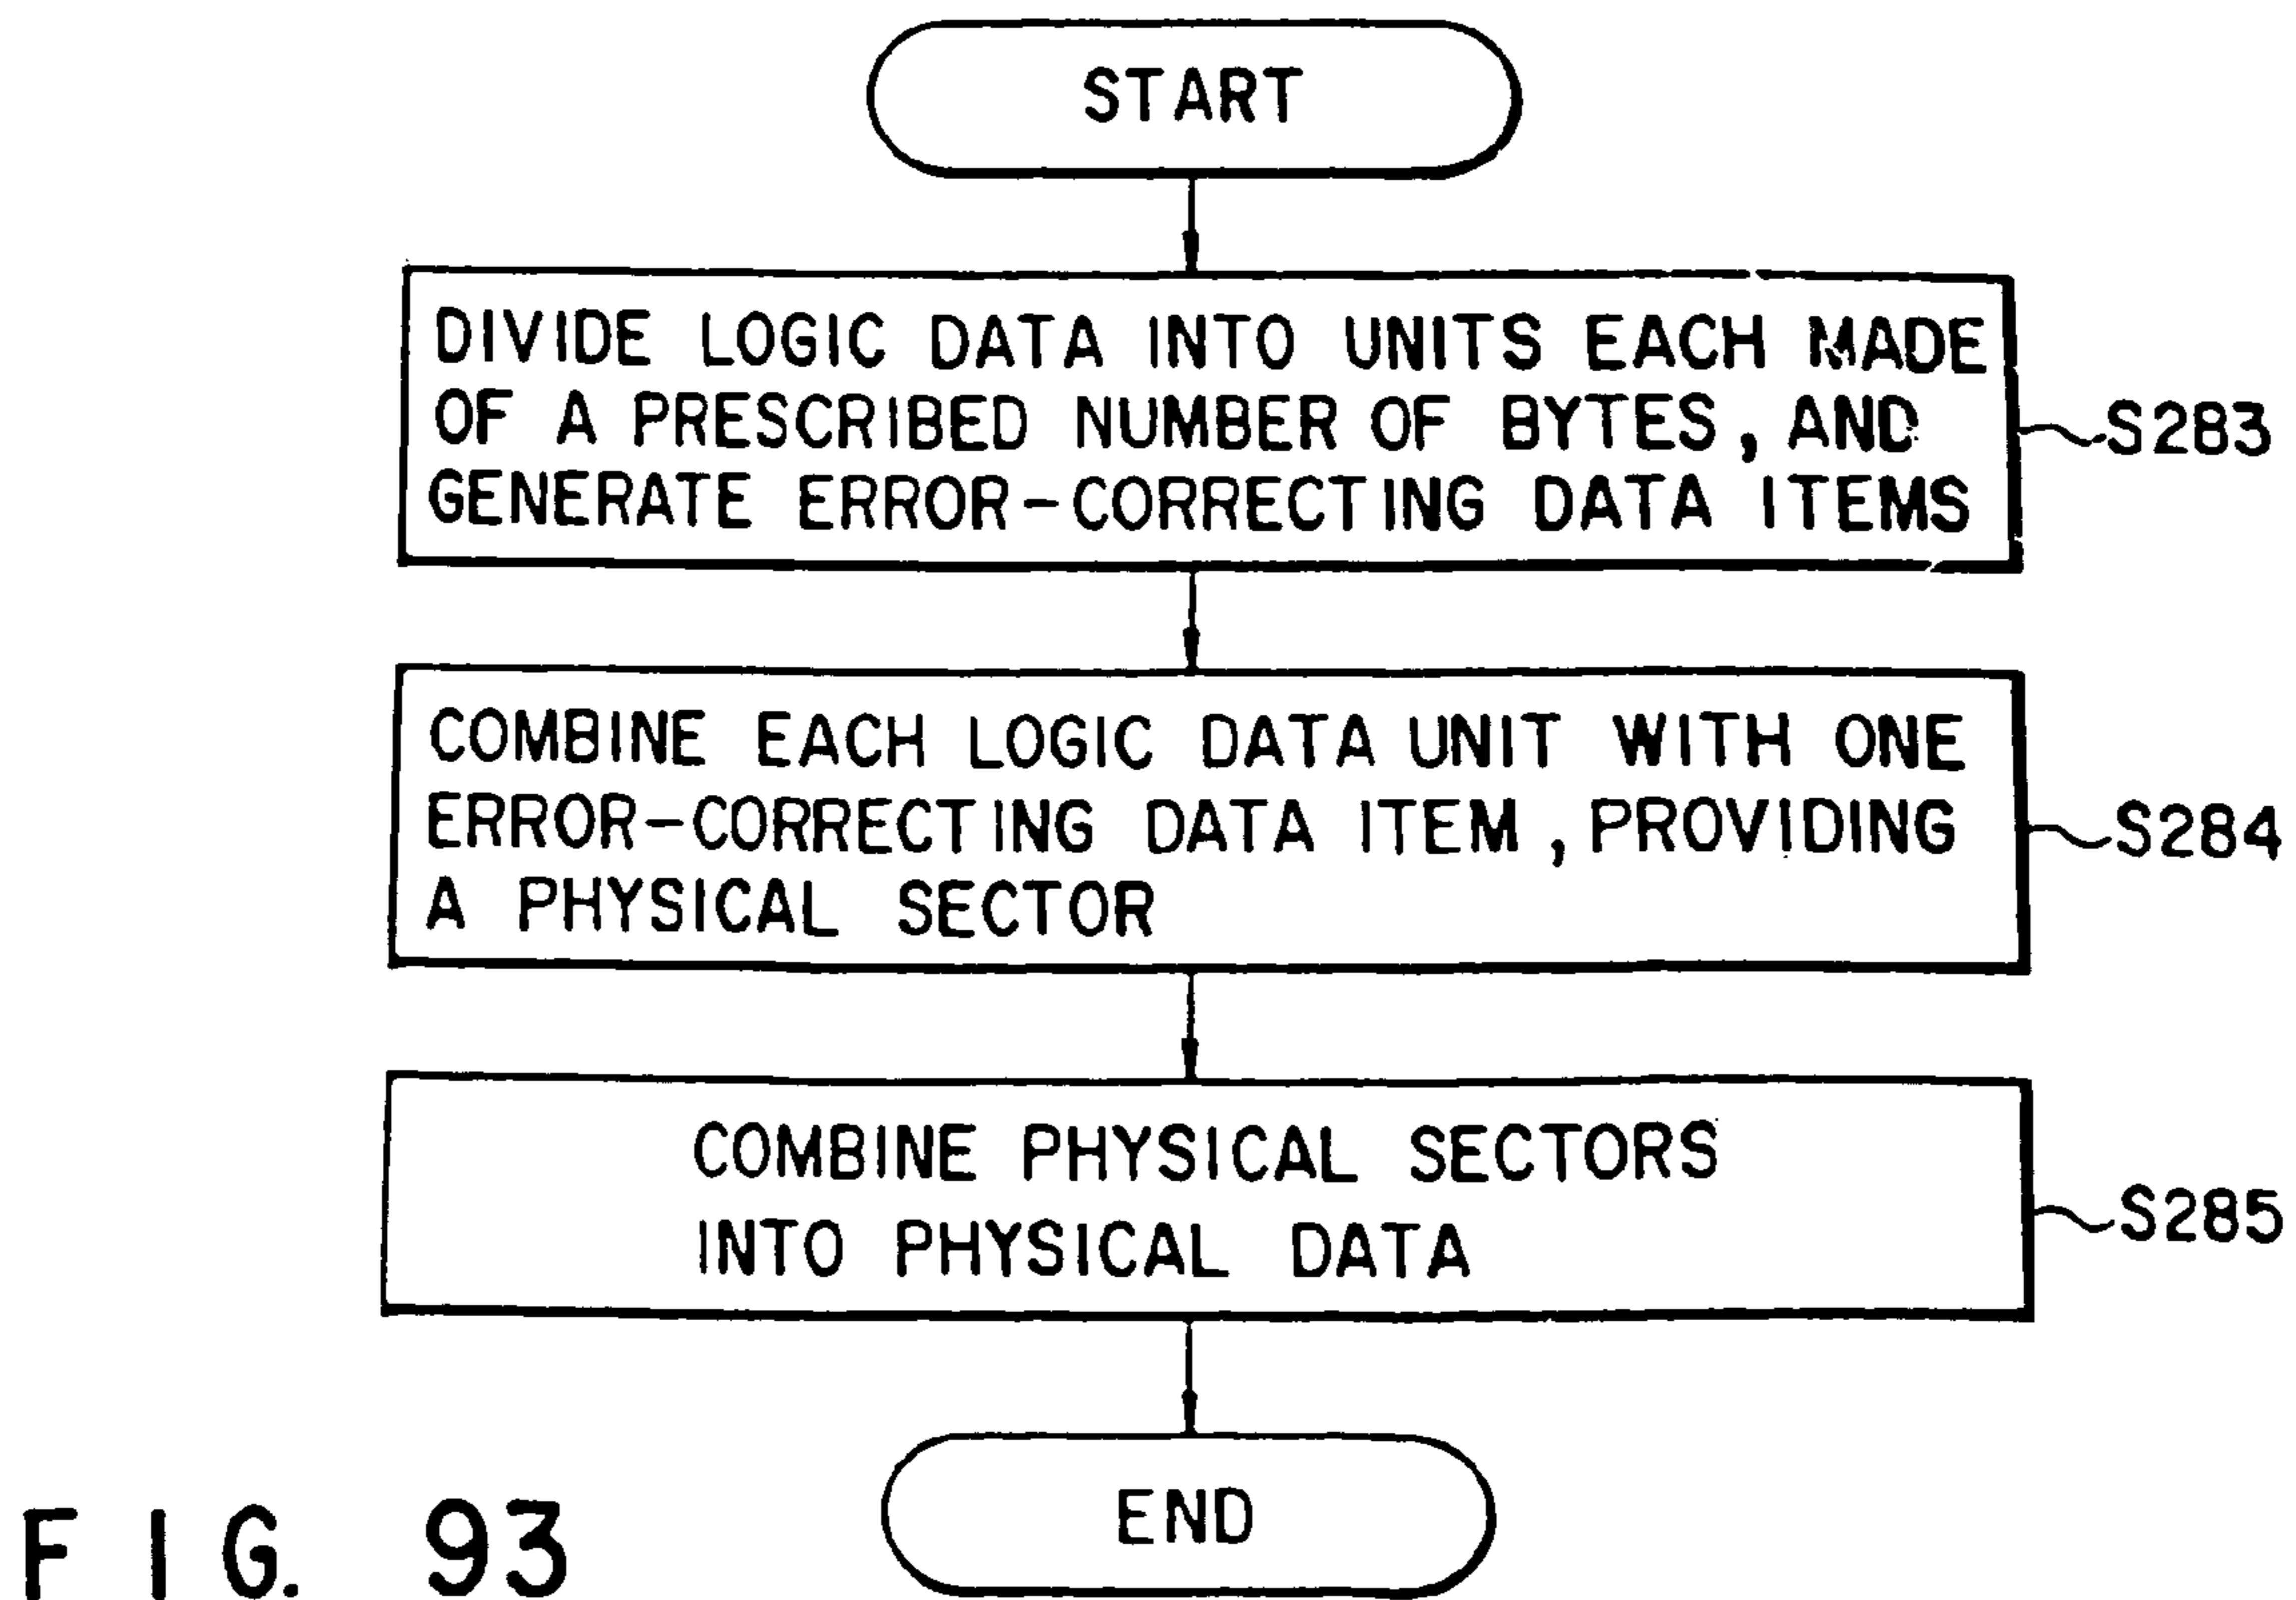 START
DIVIDE LOGIC DATA INTO UNITS EACH MADE
OF A PRESCRIBED NUMBER OF BYTES, AND
GENERATE ERROR-CORRECTING DATA ITEMS
S283
COMBINE EACH LOGIC DATA UNIT WITH ONE
ERROR-CORRECTING DATA ITEM, PROVIDING
A PHYSICAL SECTOR
S284
COMBINE PHYSICAL SECTORS
INTO PHYSICAL DATA
S285
END
FIG. 93